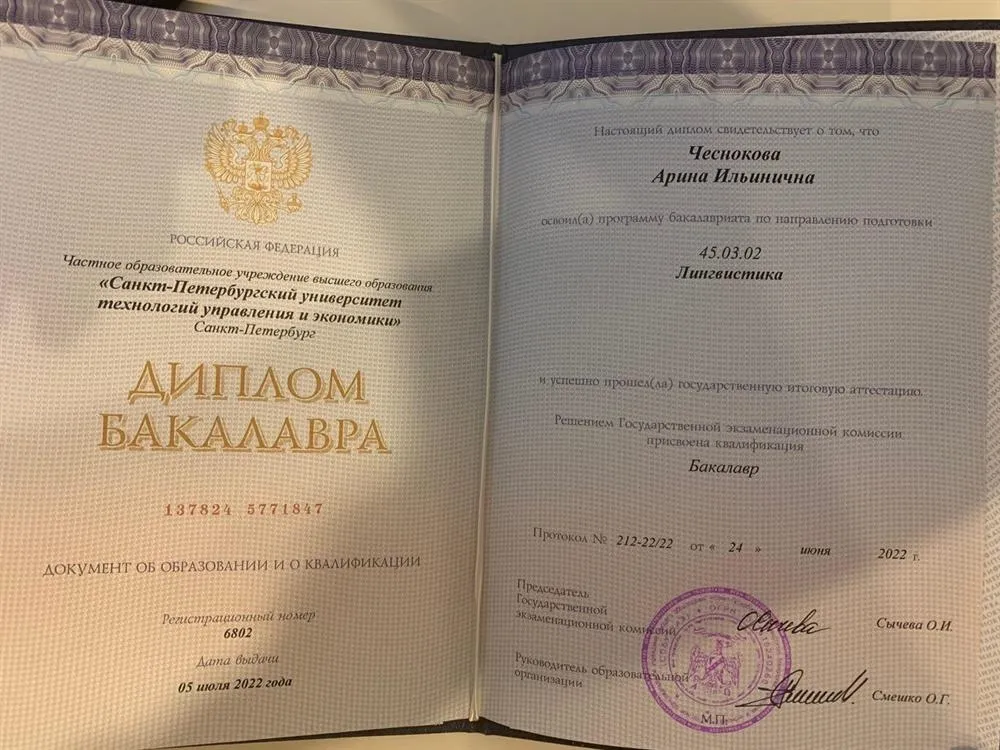 РОССИЙСКАЯ ФЕДЕРАЦИЯ
Частное образовательное учреждение высшего образования
«Санкт-Петербургский университет
технологий управления и экономики»
Санкт-Петербург
ДИПЛОМ
БАКАЛАВРА
137824 5771847
ДОКУМЕНТ ОБ ОБРАЗОВАНИИ И О КВАЛИФИКАЦИИ
Регистрационный номер
6802
Дата выдачи
05 июля 2022 года
Настоящий диплом свидетельствует о том, что
Чеснокова
Арина Ильинична
освоил(а) программу бакалавриата по направлению подготовки
45.03.02
Лингвистика
и успешно прошел(ла) государственную итоговую аттестацию.
Решением Государственной экзаменационной комиссии
присвоена квалификация
Бакалавр
Протокол № 212-22/22 от « 24 » июня 2022 г.
Председатель
Государственной
экзаменационной комиссии
Сычева О.И.
Руководитель образовательной
организации
Смешко О.Г.
М.П.
ОГРН